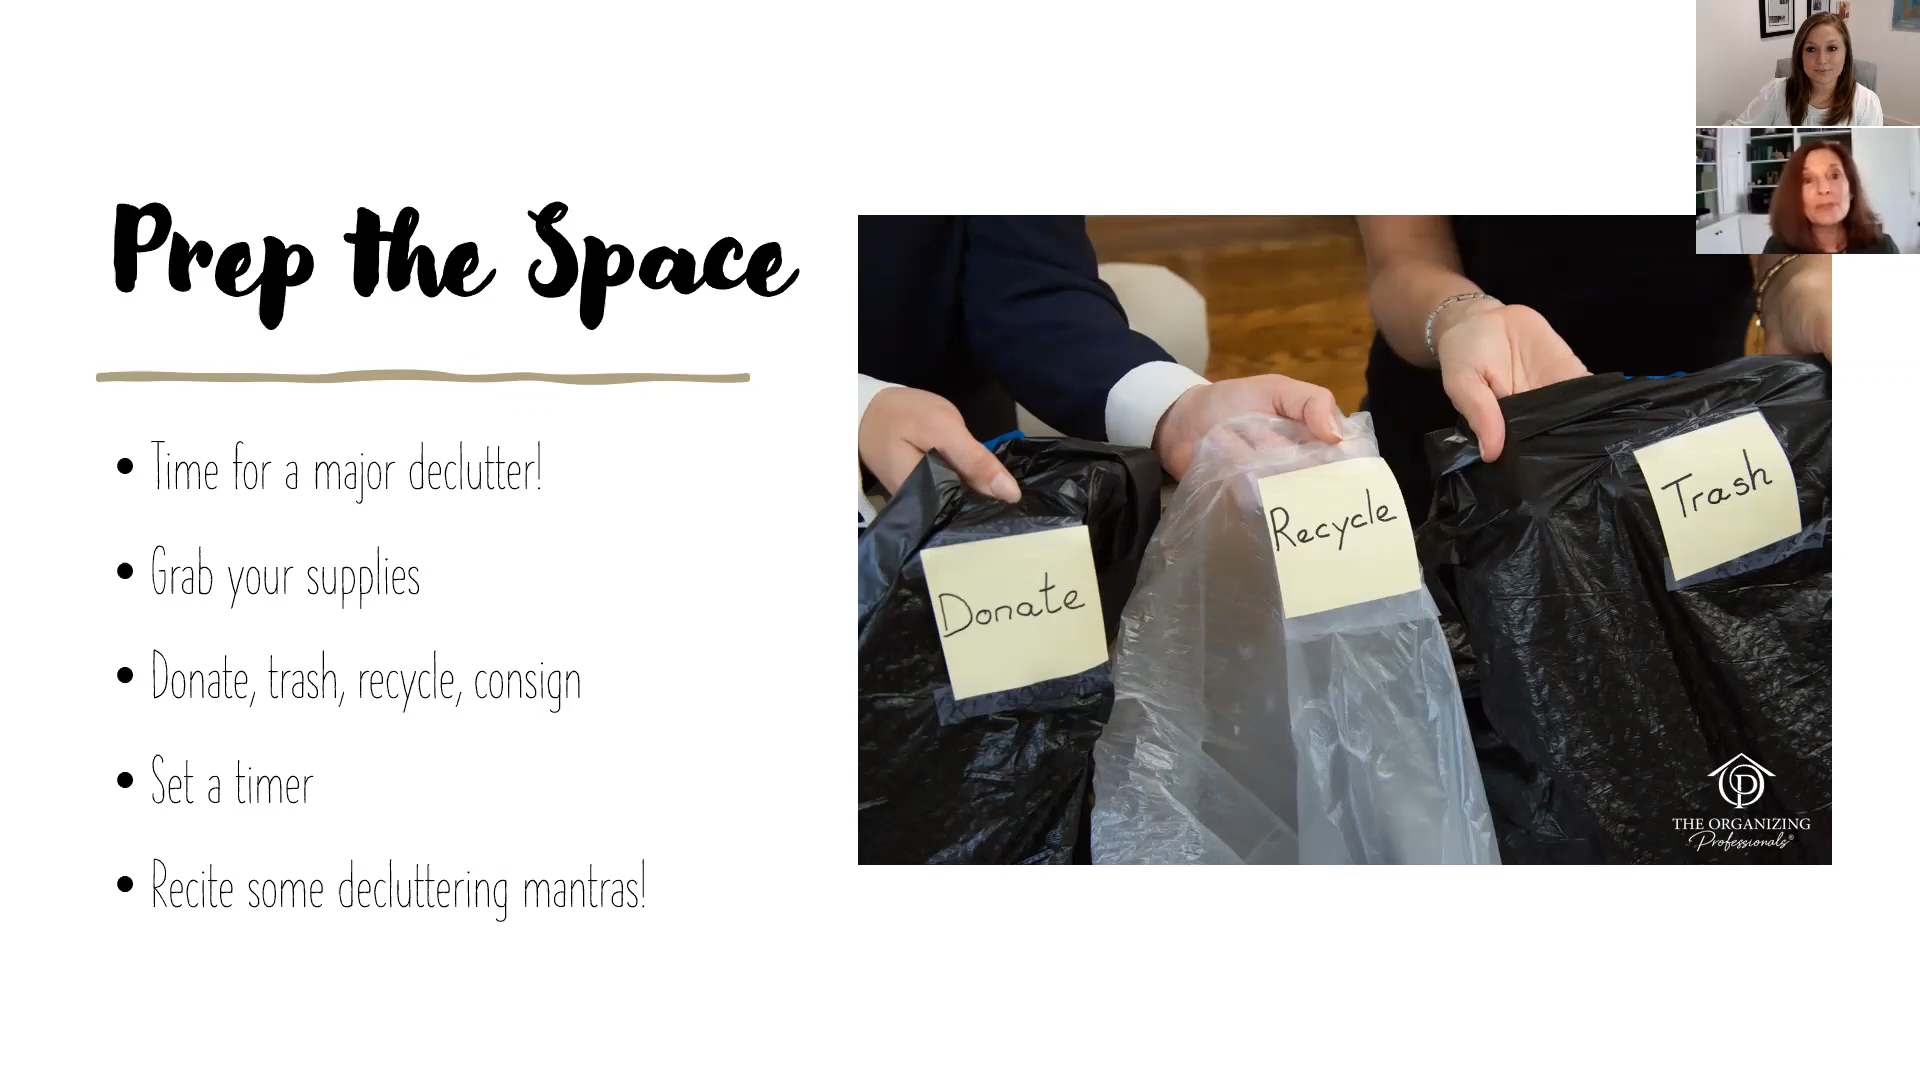 Prep the Space
• Time for a major declutter!
• Grab your supplies
• Donate, trash, recycle, consign
• Set a timer
• Recite some decluttering mantras!
Donate
Recycle
Trash
THE ORGANIZING
Professionals®